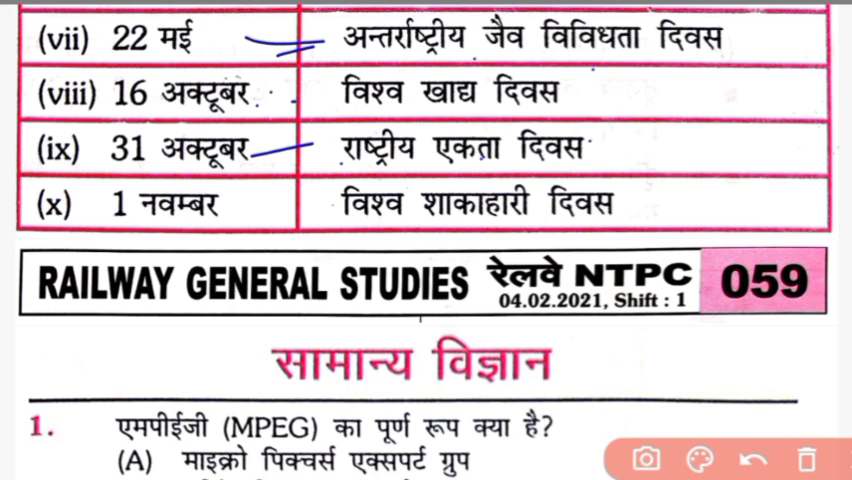 (vii) 22 मई अन्तर्राष्ट्रीय जैव विविधता दिवस
(viii) 16 अक्टूबर विश्व खाद्य दिवस
(ix) 31 अक्टूबर राष्ट्रीय एकता दिवस
(x) 1 नवम्बर विश्व शाकाहारी दिवस
RAILWAY GENERAL STUDIES रेलवे NTPC 059
04.02.2021, Shift : 1
सामान्य विज्ञान
1. एमपीईजी (MPEG) का पूर्ण रूप क्या है?
(A) माइक्रो पिक्चर्स एक्सपर्ट ग्रुप